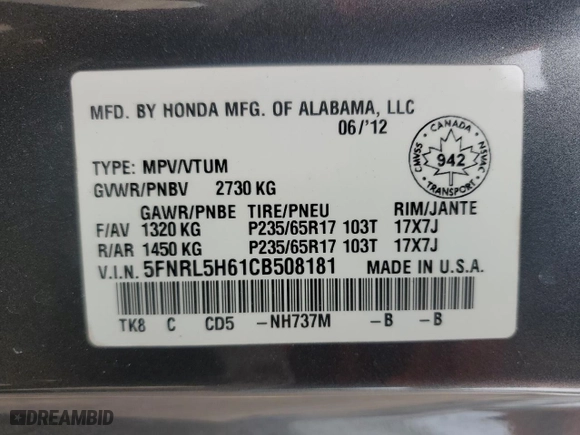 MFD. BY HONDA MFG. OF ALABAMA, LLC
06/'12
CANADA
CMVSS 942 NSVAC
TRANSPORT
TYPE: MPV/VTUM
GVWR/PNBV 2730 KG
GAWR/PNBE TIRE/PNEU RIM/JANTE
F/AV 1320 KG P235/65R17 103T 17X7J
R/AR 1450 KG P235/65R17 103T 17X7J
V.I.N. 5FNRL5H61CB508181 MADE IN U.S.A.
TK8 C CD5 -NH737M -B -B
DREAMBID